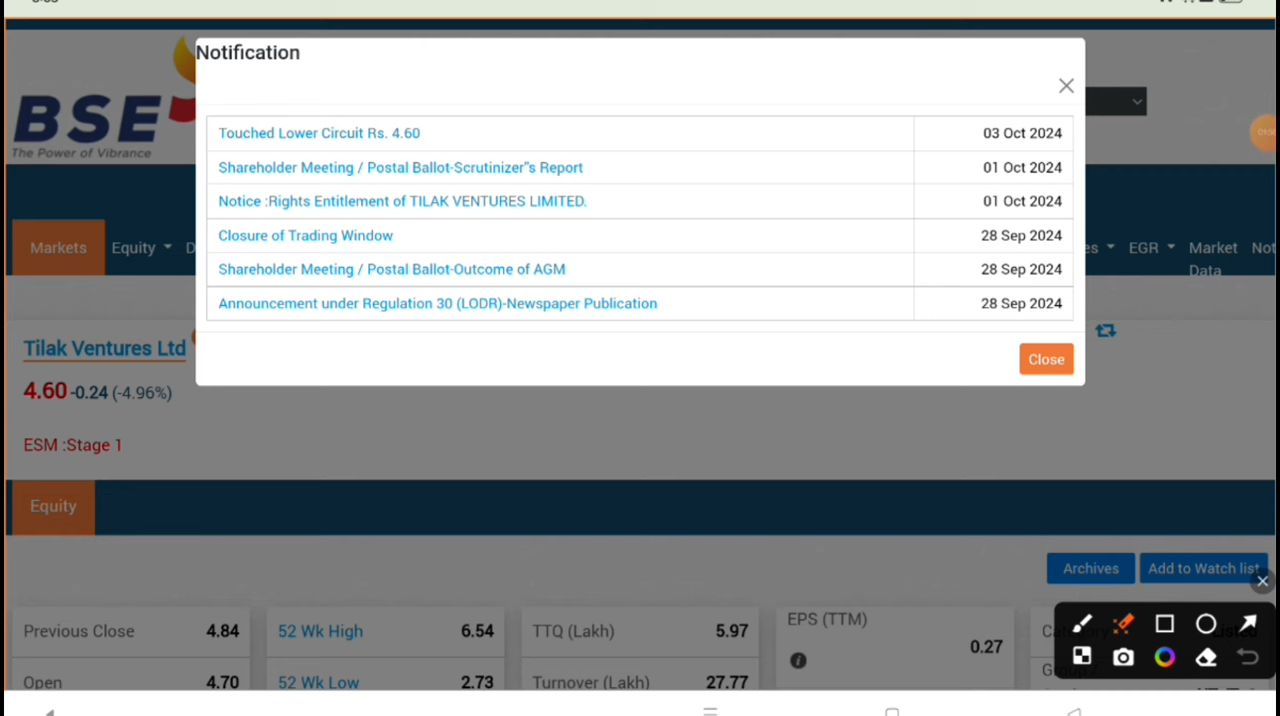 Notification
BSE
The Power of Vibrance
Touched Lower Circuit Rs. 4.60 03 Oct 2024
Shareholder Meeting / Postal Ballot-Scrutinizer"s Report 01 Oct 2024
Notice :Rights Entitlement of TILAK VENTURES LIMITED. 01 Oct 2024
Closure of Trading Window 28 Sep 2024
Shareholder Meeting / Postal Ballot-Outcome of AGM 28 Sep 2024
Announcement under Regulation 30 (LODR)-Newspaper Publication 28 Sep 2024
Close
Markets Equity D es EGR Market Data Not
Tilak Ventures Ltd
4.60 -0.24 (-4.96%)
ESM :Stage 1
Equity
Archives Add to Watch list
Previous Close 4.84 52 Wk High 6.54 TTQ (Lakh) 5.97 EPS (TTM) 0.27
Open 4.70 52 Wk Low 2.73 Turnover (Lakh) 27.77